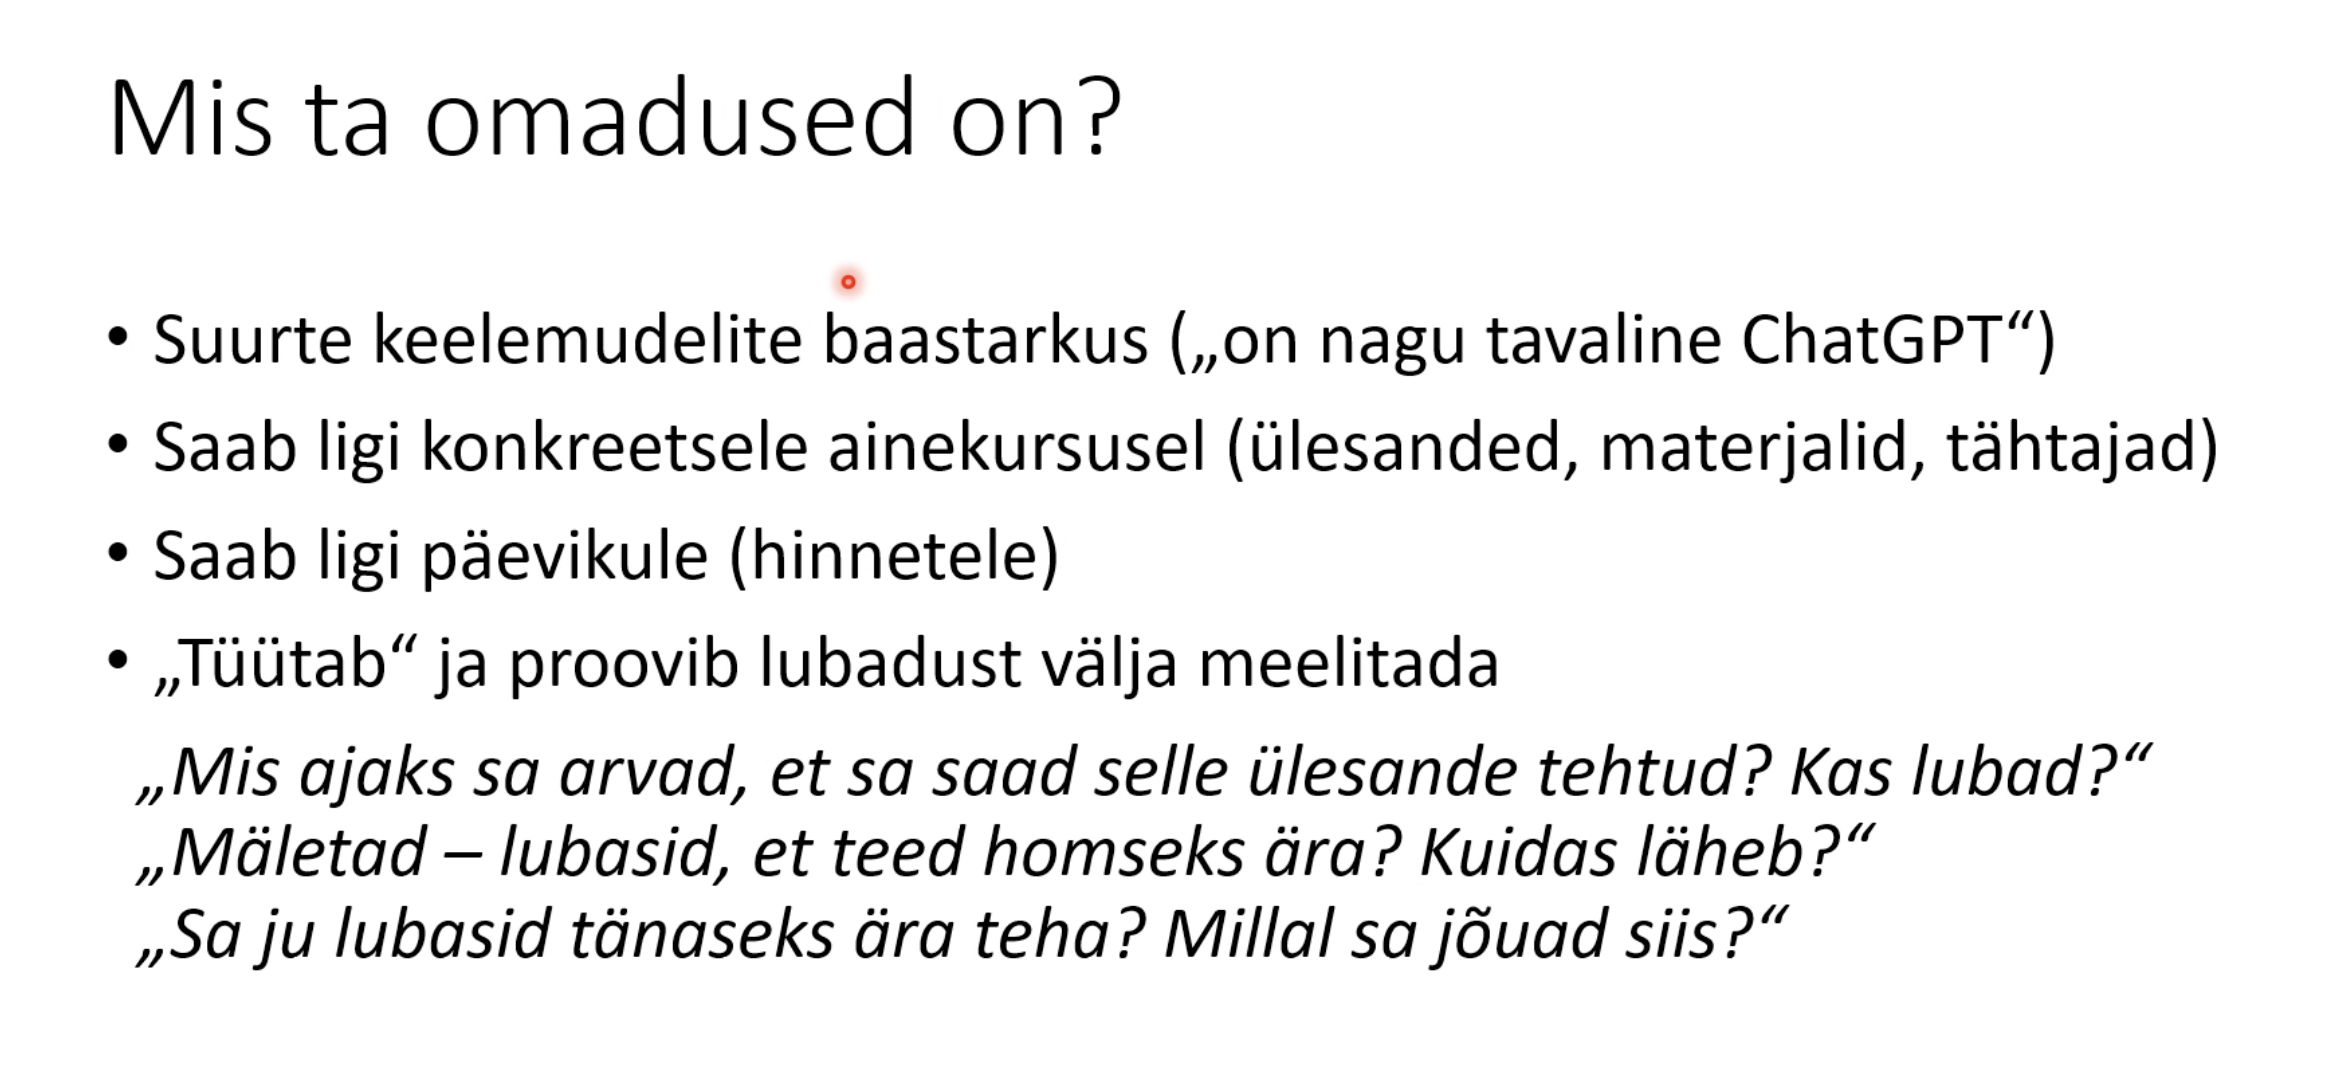 Mis ta omadused on?
• Suurte keelemudelite baastarkus („on nagu tavaline ChatGPT“)
• Saab ligi konkreetsele ainekursusel (ülesanded, materjalid, tähtajad)
• Saab ligi päevikule (hinnetele)
• „Tüütab“ ja proovib lubadust välja meelitada
„Mis ajaks sa arvad, et sa saad selle ülesande tehtud? Kas lubad?“
„Mäletad – lubasid, et teed homseks ära? Kuidas läheb?“
„Sa ju lubasid tänaseks ära teha? Millal sa jõuad siis?“